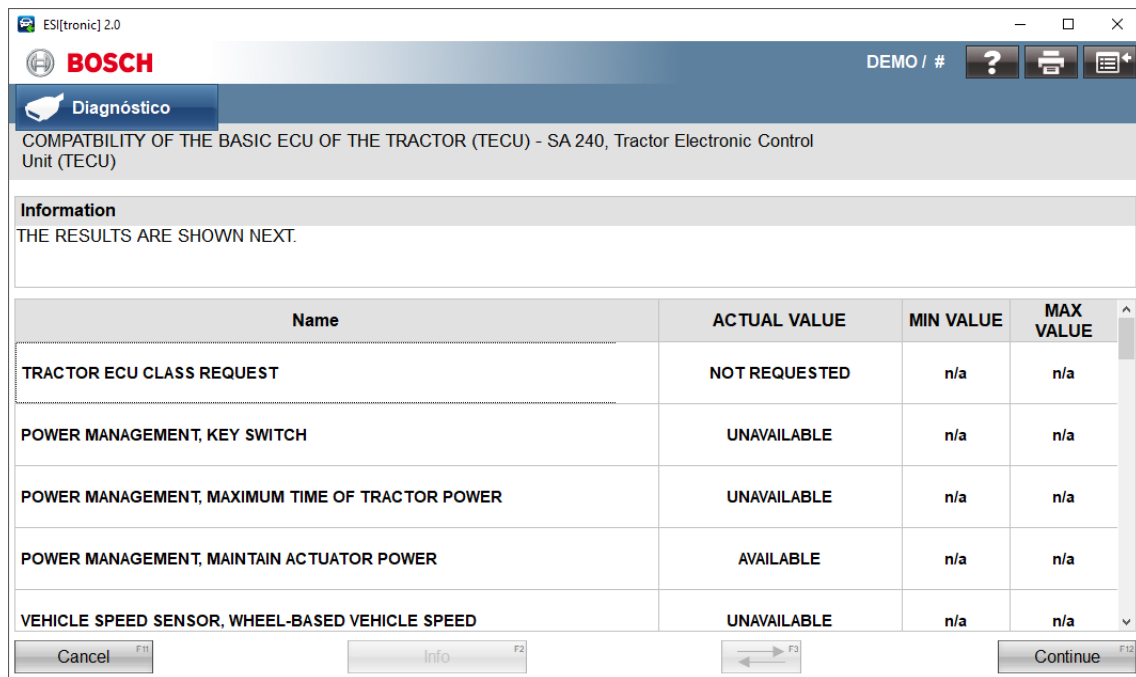 ESI[tronic] 2.0
BOSCH
DEMO / #
?
Diagnóstico
COMPATBILITY OF THE BASIC ECU OF THE TRACTOR (TECU) - SA 240, Tractor Electronic Control
Unit (TECU)
Information
THE RESULTS ARE SHOWN NEXT.
Name ACTUAL VALUE MIN VALUE MAX
VALUE
TRACTOR ECU CLASS REQUEST NOT REQUESTED n/a n/a
POWER MANAGEMENT, KEY SWITCH UNAVAILABLE n/a n/a
POWER MANAGEMENT, MAXIMUM TIME OF TRACTOR POWER UNAVAILABLE n/a n/a
POWER MANAGEMENT, MAINTAIN ACTUATOR POWER AVAILABLE n/a n/a
VEHICLE SPEED SENSOR, WHEEL-BASED VEHICLE SPEED UNAVAILABLE n/a n/a
Cancel F11 Info F2 F3 Continue F12